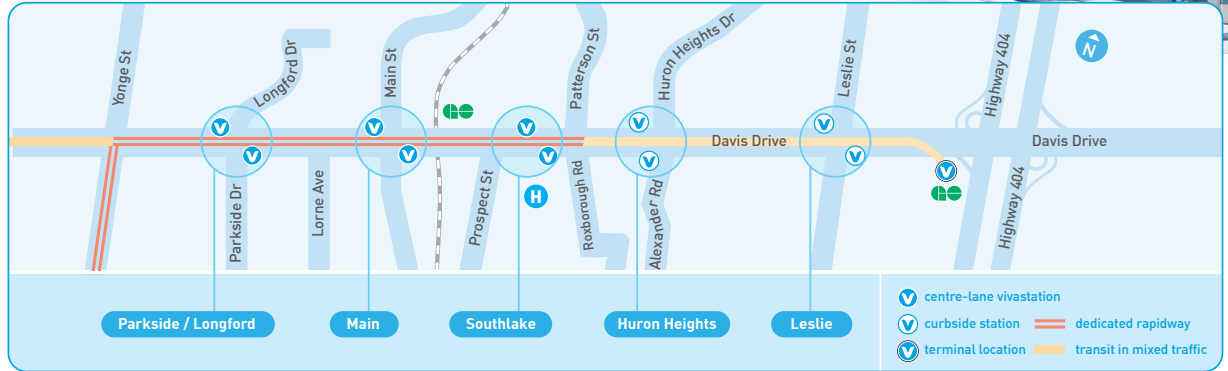 Yonge St
Longford Dr
Main St
GO
Patterson St
Huron Heights Dr
Leslie St
Highway 404
N
V
V
V
V
V
Davis Drive
V
Davis Drive
V
V
V
V
V
V
GO
H
Parkside Dr
Lorne Ave
Prospect St
Roxborough Rd
Alexander Rd
Highway 404
Parkside / Longford
Main
Southlake
Huron Heights
Leslie
V centre-lane vivastation
V curbside station
dedicated rapidway
V terminal location
transit in mixed traffic